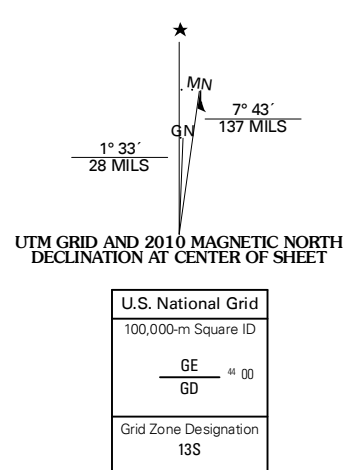 ★
MN
7° 43´
137 MILS
GN
1° 33´
28 MILS
UTM GRID AND 2010 MAGNETIC NORTH
DECLINATION AT CENTER OF SHEET
U.S. National Grid
100,000-m Square ID
GE
44 00
GD
Grid Zone Designation
13S